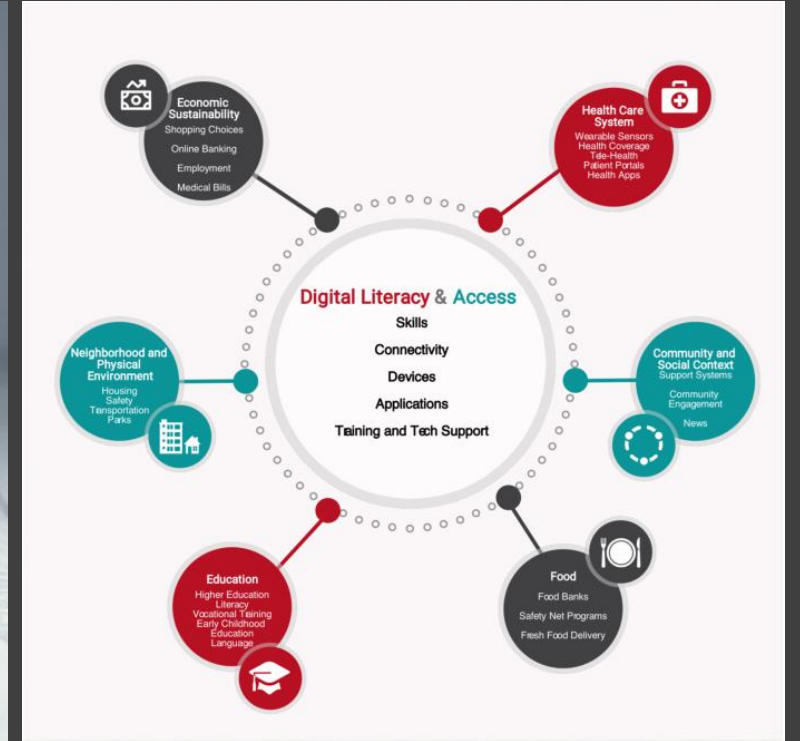 Economic
Sustainability
Shopping Choices
Online Banking
Employment
Medical Bills
Health Care
System
Wearable Sensors
Health Coverage
Tele-Health
Patient Portals
Health Apps
Digital Literacy & Access
Skills
Connectivity
Devices
Applications
Training and Tech Support
Neighborhood and
Physical
Environment
Housing
Safety
Transportation
Parks
Community and
Social Context
Support Systems
Community
Engagement
News
Education
Higher Education
Literacy
Vocational Training
Early Childhood
Education
Language
Food
Food Banks
Safety Net Programs
Fresh Food Delivery